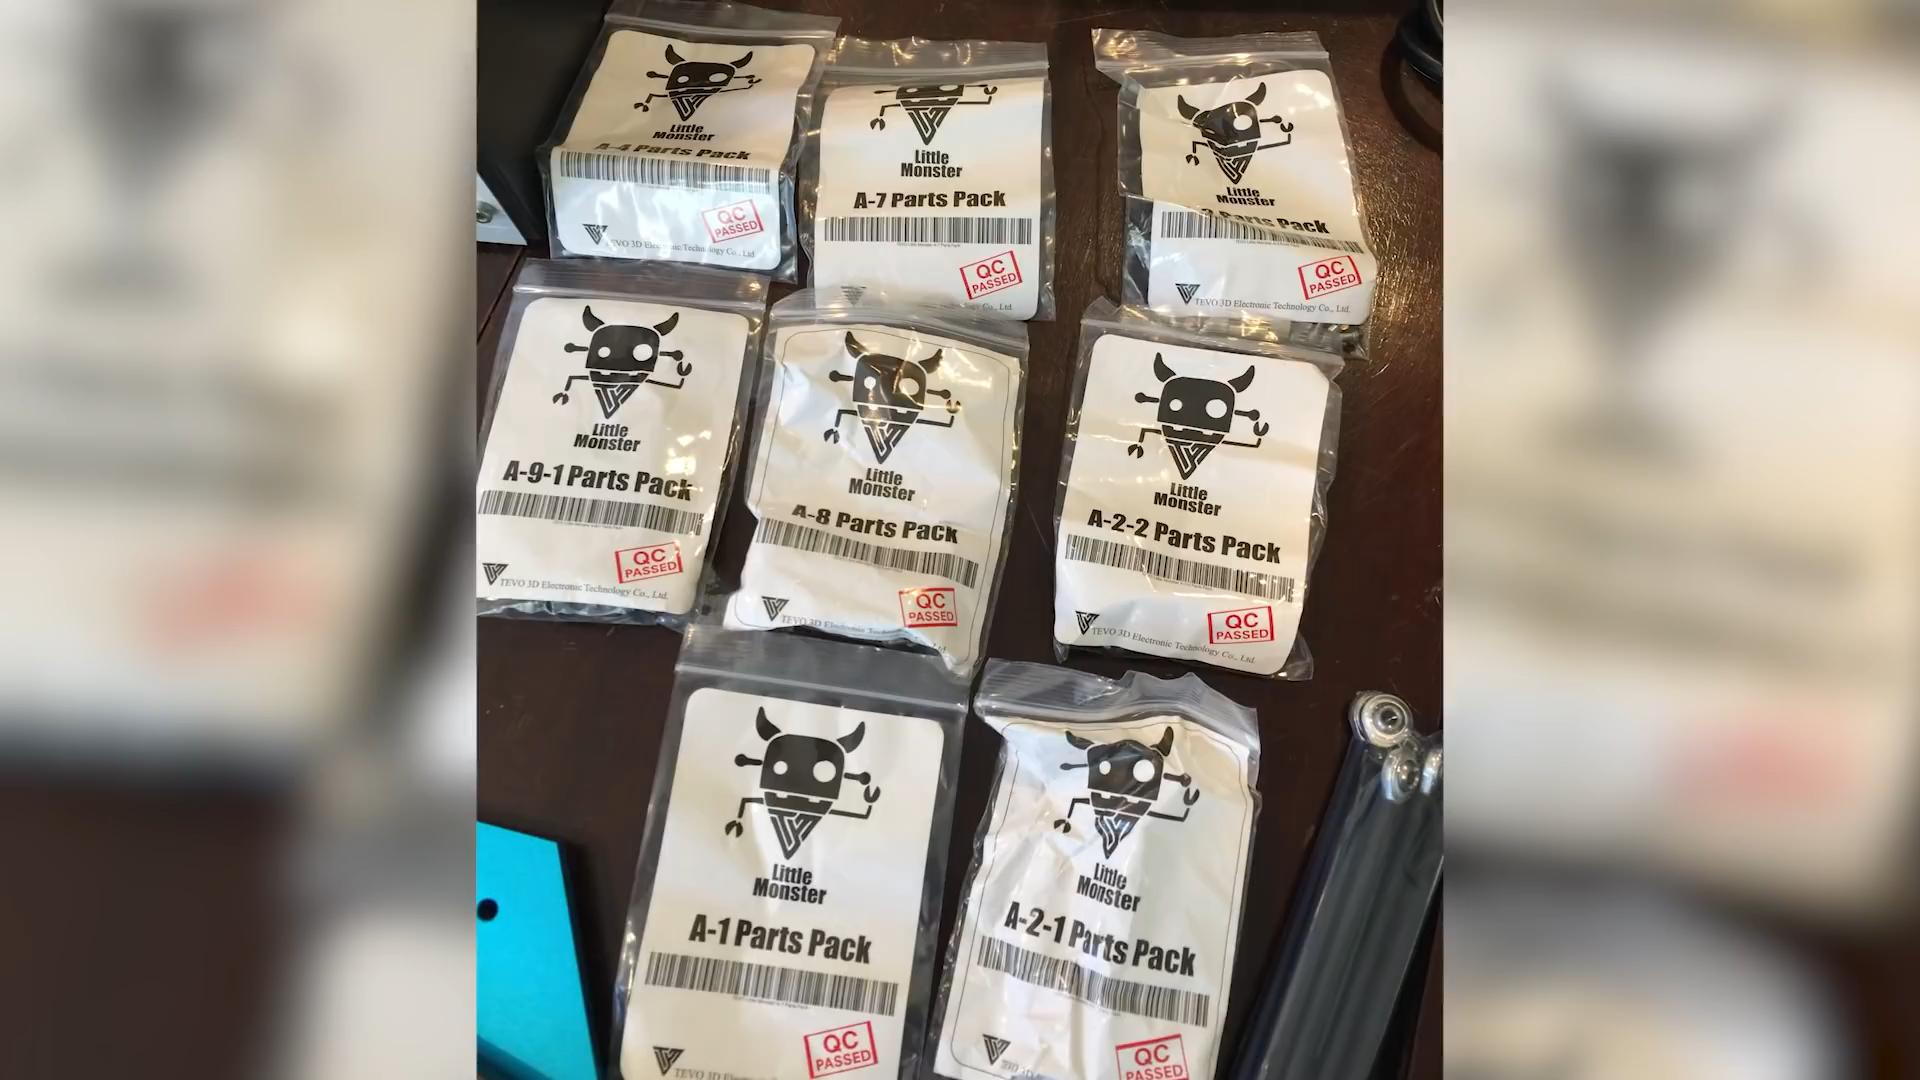 Little
Monster
A-4 Parts Pack
QC
PASSED
TEVO 3D Electronic Technology Co., Ltd.
Little
Monster
A-7 Parts Pack
QC
PASSED
Co., Ltd.
Little
Monster
Parts Pack
QC
PASSED
TEVO 3D Electronic Technology Co., Ltd.
Little
Monster
A-9-1 Parts Pack
QC
PASSED
TEVO 3D Electronic Technology Co., Ltd.
Little
Monster
A-8 Parts Pack
QC
PASSED
TEVO 3D Electronic
Little
Monster
A-2-2 Parts Pack
QC
PASSED
TEVO 3D Electronic Technology Co., Ltd.
Little
Monster
A-1 Parts Pack
QC
PASSED
TEVO 3D
Little
Monster
A-2-1 Parts Pack
QC
PASSED